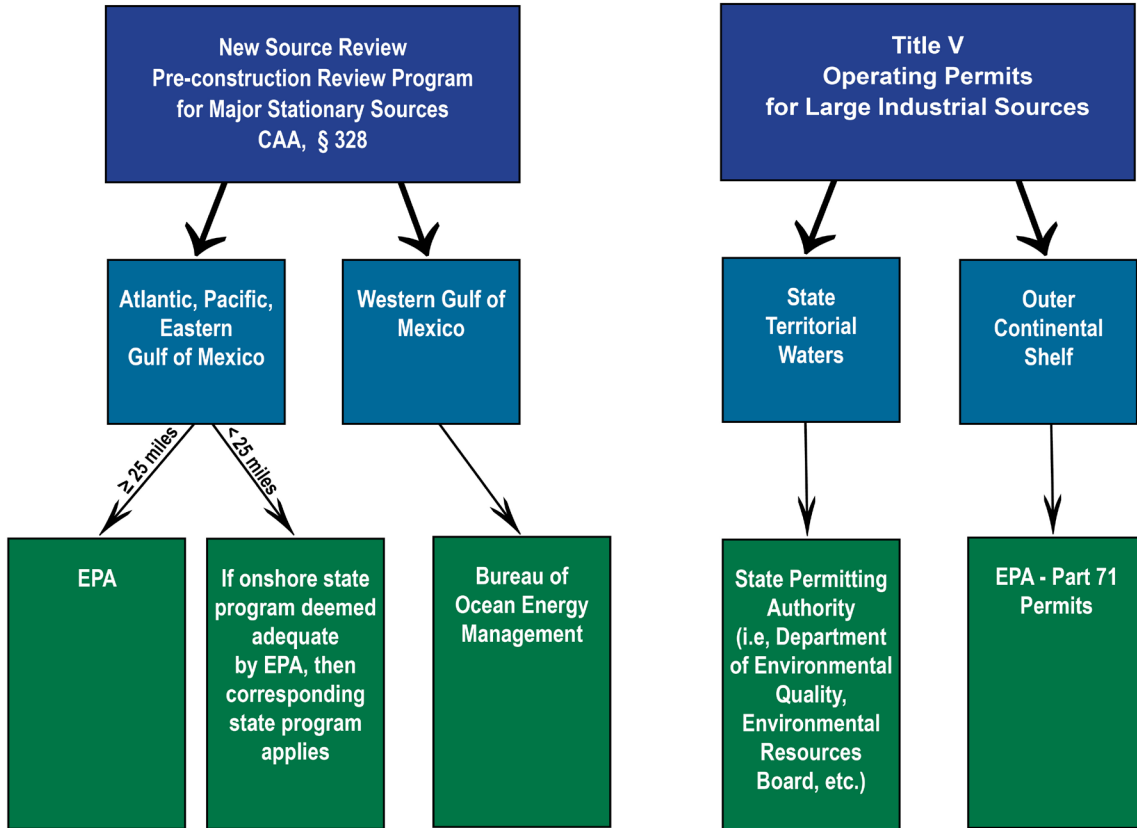 New Source Review
Pre-construction Review Program
for Major Stationary Sources
CAA, § 328
Title V
Operating Permits
for Large Industrial Sources
Atlantic, Pacific,
Eastern
Gulf of Mexico
Western Gulf of
Mexico
State
Territorial
Waters
Outer
Continental
Shelf
≥ 25 miles
< 25 miles
EPA
If onshore state
program deemed
adequate
by EPA, then
corresponding
state program
applies
Bureau of
Ocean Energy
Management
State Permitting
Authority
(i.e, Department
of Environmental
Quality,
Environmental
Resources
Board, etc.)
EPA - Part 71
Permits